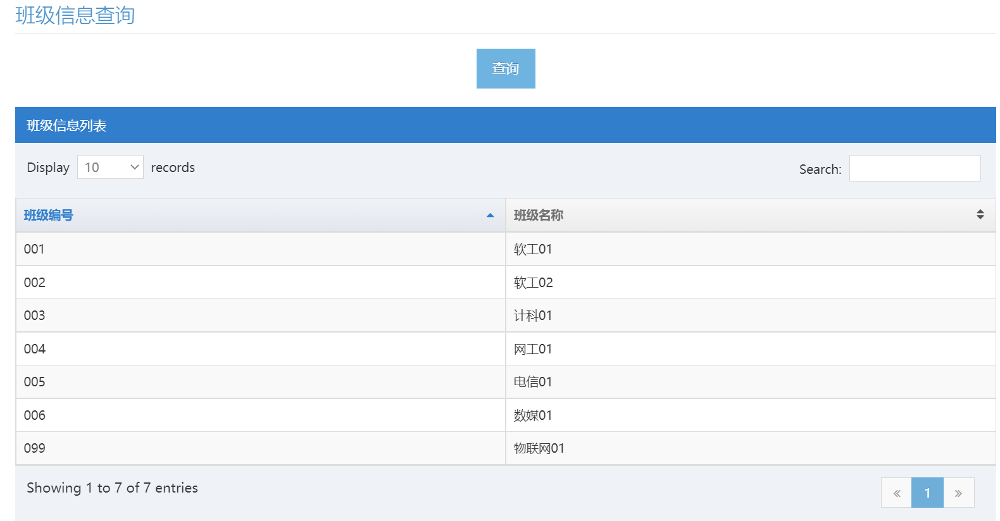 班级信息查询
查询
班级信息列表
Display 10 records Search:
班级编号 班级名称
001 软工01
002 软工02
003 计科01
004 网工01
005 电信01
006 数媒01
099 物联网01
Showing 1 to 7 of 7 entries « 1 »